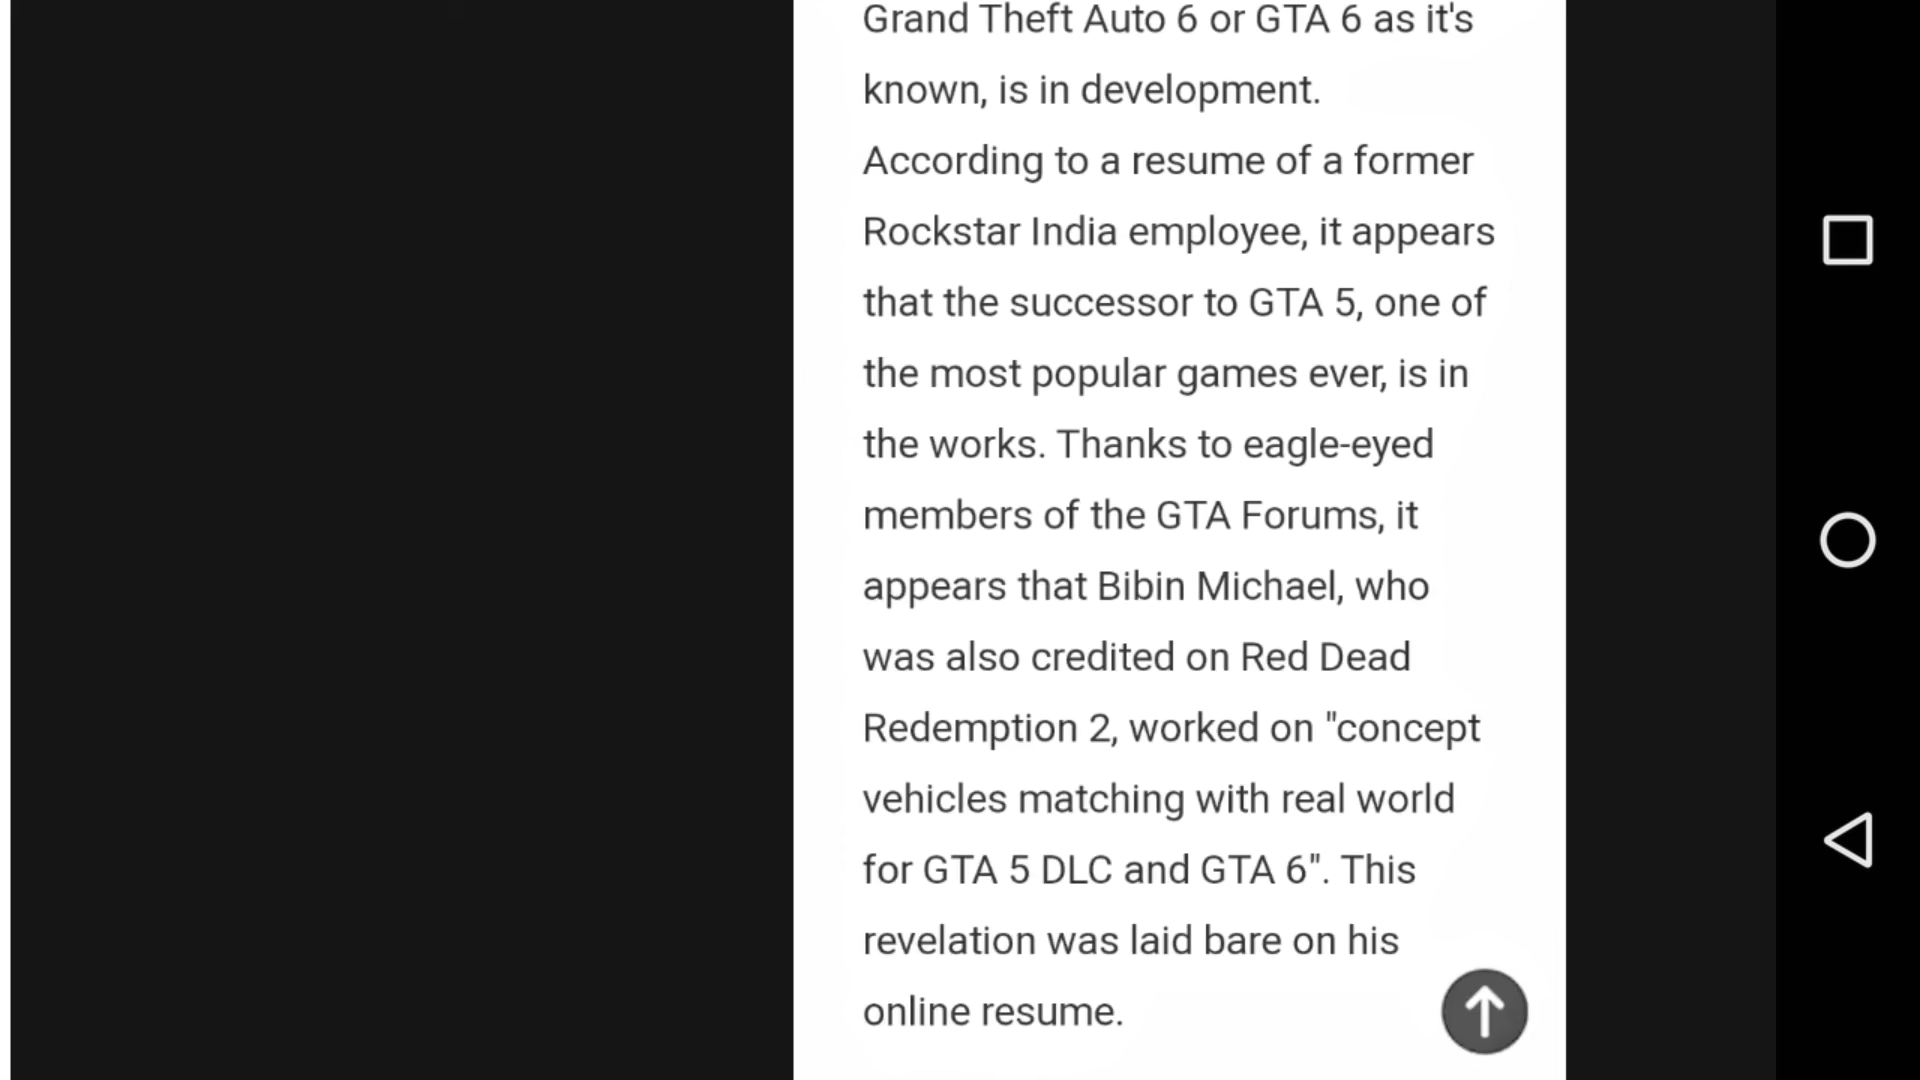 Grand Theft Auto 6 or GTA 6 as it's
known, is in development.
According to a resume of a former
Rockstar India employee, it appears
that the successor to GTA 5, one of
the most popular games ever, is in
the works. Thanks to eagle-eyed
members of the GTA Forums, it
appears that Bibin Michael, who
was also credited on Red Dead
Redemption 2, worked on "concept
vehicles matching with real world
for GTA 5 DLC and GTA 6". This
revelation was laid bare on his
online resume.